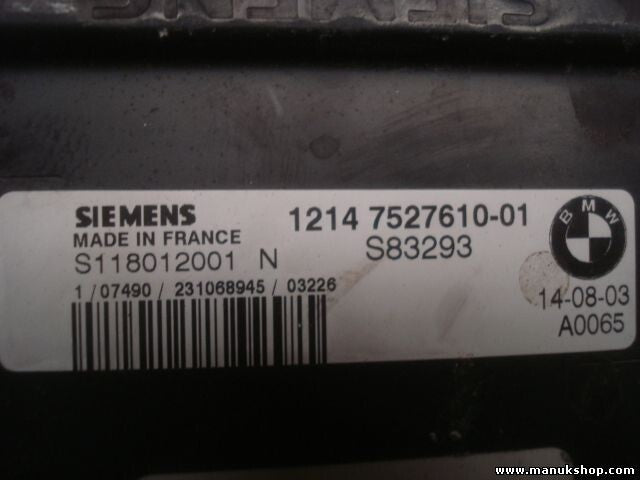 SIEMENS
SIEMENS 1214 7527610-01 BMW
MADE IN FRANCE S83293
S118012001 N
1 / 07490 / 231068945 / 03226 14-08-03
A0065
www.manukshop.com